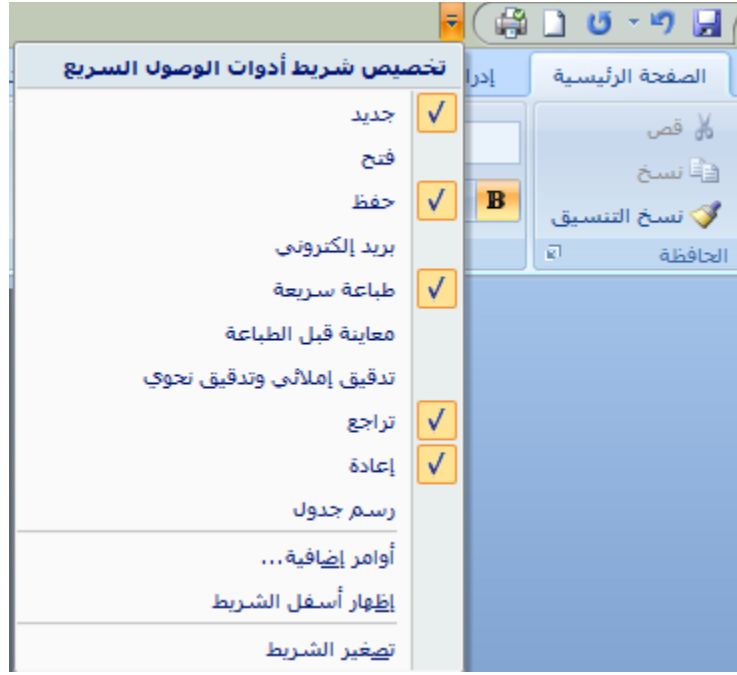 تخصيص شريط أدوات الوصول السريع
جديد
فتح
حفظ
بريد إلكتروني
طباعة سريعة
معاينة قبل الطباعة
تدقيق إملائي وتدقيق نحوي
تراجع
إعادة
رسم جدول
أوامر إضافية...
إظهار أسفل الشريط
تصغير الشريط
الصفحة الرئيسية
إدرا
قص
نسخ
نسخ التنسيق
B
الحافظة